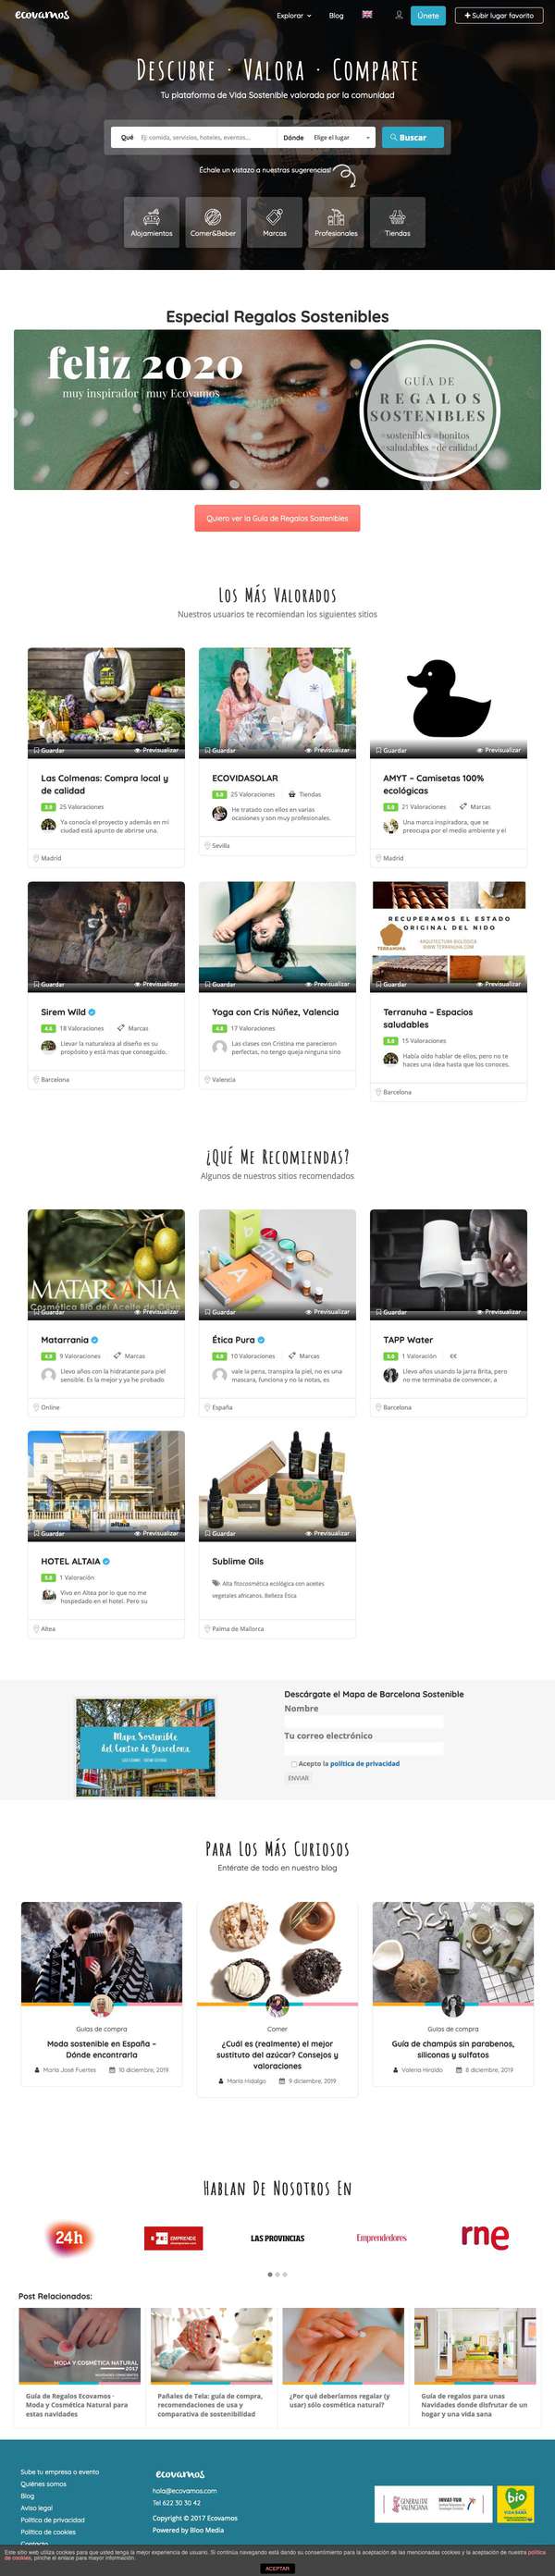 ecovamos
Explorar
Blog
Únete
Subir lugar favorito
Descubre · Valora · Comparte
Tu plataforma de Vida Sostenible valorada por la comunidad
Qué Ej: comida, servicios, hoteles, eventos... Dónde Elige el lugar Buscar
Échale un vistazo a nuestras sugerencias!
Alojamientos Comer&Beber Marcas Profesionales Tiendas
Especial Regalos Sostenibles
feliz 2020
muy inspirador | muy Ecovamos
GUÍA DE
REGALOS
SOSTENIBLES
sostenibles bonitos
saludables de calidad
Quiero ver la Guía de Regalos Sostenibles
Los Más Valorados
Nuestros usuarios te recomiendan los siguientes sitios
Guardar Previsualizar
Las Colmenas: Compra local y
de calidad
5.0 25 Valoraciones
Ya conocía el proyecto y además en mi
ciudad está apunto de abrirse una.
Madrid
Guardar Previsualizar
ECOVIDASOLAR
5.0 25 Valoraciones Tiendas
He tratado con ellos en varias
ocasiones y son muy profesionales.
Sevilla
Guardar Previsualizar
AMYT – Camisetas 100%
ecológicas
5.0 21 Valoraciones Marcas
Una marca inspiradora, que se
preocupa por el medio ambiente y el
Madrid
Guardar Previsualizar
Sirem Wild
4.8 18 Valoraciones Marcas
Llevar la naturaleza al diseño es su
propósito y está mas que conseguido.
Barcelona
Guardar Previsualizar
Yoga con Cris Núñez, Valencia
4.8 17 Valoraciones
Las clases con Cristina me parecieron
perfectas, no tengo queja ninguna sino
Valencia
RECUPERAMOS EL ESTADO
ORIGINAL DEL NIDO
TERRANUHA
ARQUITECTURA BIOLÓGICA
WWW.TERRANUHA.COM
Guardar Previsualizar
Terranuha – Espacios
saludables
5.0 15 Valoraciones
Había oído hablar de ellos, pero no te
haces una idea hasta que los conoces.
Barcelona
¿Qué Me Recomiendas?
Algunos de nuestros sitios recomendados
MATARRANIA
Cosmética Bio del Aceite de Oliva
Guardar Previsualizar
Matarrania
4.9 9 Valoraciones Marcas
Llevo años con la hidratante para piel
sensible. Es la mejor y ya he probado
Online
Guardar Previsualizar
Ética Pura
4.8 10 Valoraciones Marcas
vale la pena, transpira la piel, no es una
mascara, funciona y no la notas, es
España
Guardar Previsualizar
TAPP Water
5.0 1 Valoración €€
Llevo años usando la jarra Brita, pero
no me terminaba de convencer, a
Barcelona
Guardar Previsualizar
HOTEL ALTAIA
5.0 1 Valoración
Vivo en Altea por lo que no me
hospedado en el hotel. Pero su
Altea
Guardar Previsualizar
Sublime Oils
Alta fitocosmética ecológica con aceites
vegetales africanos. Belleza Ética
Palma de Mallorca
Mapa Sostenible
del Centro de Barcelona
Descárgate el Mapa de Barcelona Sostenible
Nombre
Tu correo electrónico
Acepto la política de privacidad
ENVIAR
Para Los Más Curiosos
Entérate de todo en nuestro blog
Guías de compra
Moda sostenible en España –
Dónde encontrarla
María José Fuertes 10 diciembre, 2019
Comer
¿Cuál es (realmente) el mejor
sustituto del azúcar? Consejos y
valoraciones
Marta Hidalgo 9 diciembre, 2019
Guías de compra
Guía de champús sin parabenos,
siliconas y sulfatos
Valeria Hiraldo 8 diciembre, 2019
Hablan De Nosotros En
24h
EMPRENDE
LAS PROVINCIAS
Emprendedores
rne
Post Relacionados:
MODA Y COSMÉTICA NATURAL
2017
Guía de Regalos Ecovamos -
Moda y Cosmética Natural para
estas navidades
Pañales de Tela: guía de compra,
recomendaciones de uso y
comparativa de sostenibilidad
¿Por qué deberíamos regalar (y
usar) sólo cosmética natural?
Guía de regalos para unas
Navidades donde disfrutar de un
hogar y una vida sana
Sube tu empresa o evento
Quiénes somos
Blog
Aviso legal
Política de privacidad
Política de cookies
Contacto
ecovamos
hola@ecovamos.com
Tel 622 30 30 42
Copyright © 2017 Ecovamos
Powered by Bloo Media
GENERALITAT
VALENCIANA
INVAT·TUR
bio
VIDA SANA
Este sitio web utiliza cookies para que usted tenga la mejor experiencia de usuario. Si continúa navegando está dando su consentimiento para la aceptación de las mencionadas cookies y la aceptación de nuestra política
de cookies, pinche el enlace para mayor información.
ACEPTAR